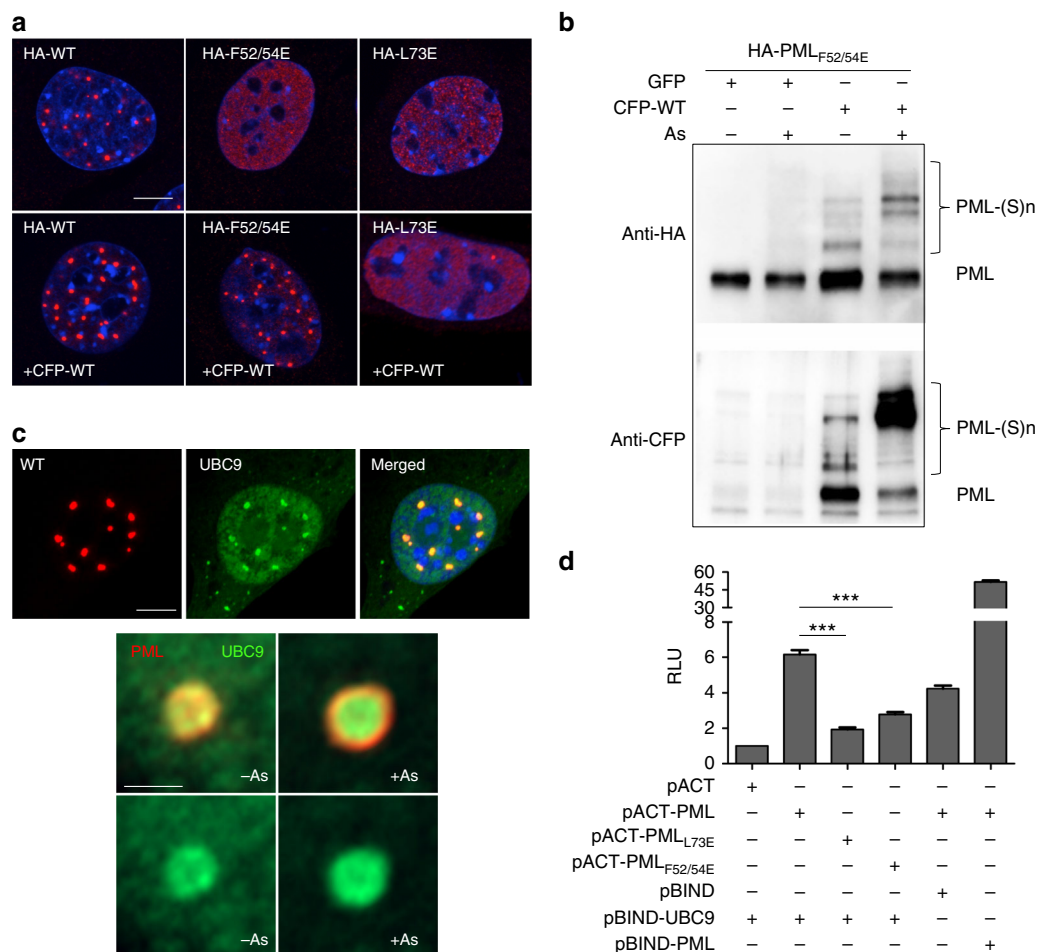 a
HA-WT HA-F52/54E HA-L73E
HA-WT HA-F52/54E HA-L73E
+CFP-WT +CFP-WT +CFP-WT
b
HA-PML F52/54E
GFP + + – –
CFP-WT – – + +
As – + – +
Anti-HA
PML-(S)n
PML
Anti-CFP
PML-(S)n
PML
c
WT UBC9 Merged
PML UBC9
–As +As
–As +As
d
60
45
30
8
6
4
2
0
RLU
***
***
pACT + – – – – –
pACT-PML – + – – + +
pACT-PML L73E – – + – – –
pACT-PML F52/54E – – – + – –
pBIND – – – – + –
pBIND-UBC9 + + + + – –
pBIND-PML – – – – – +